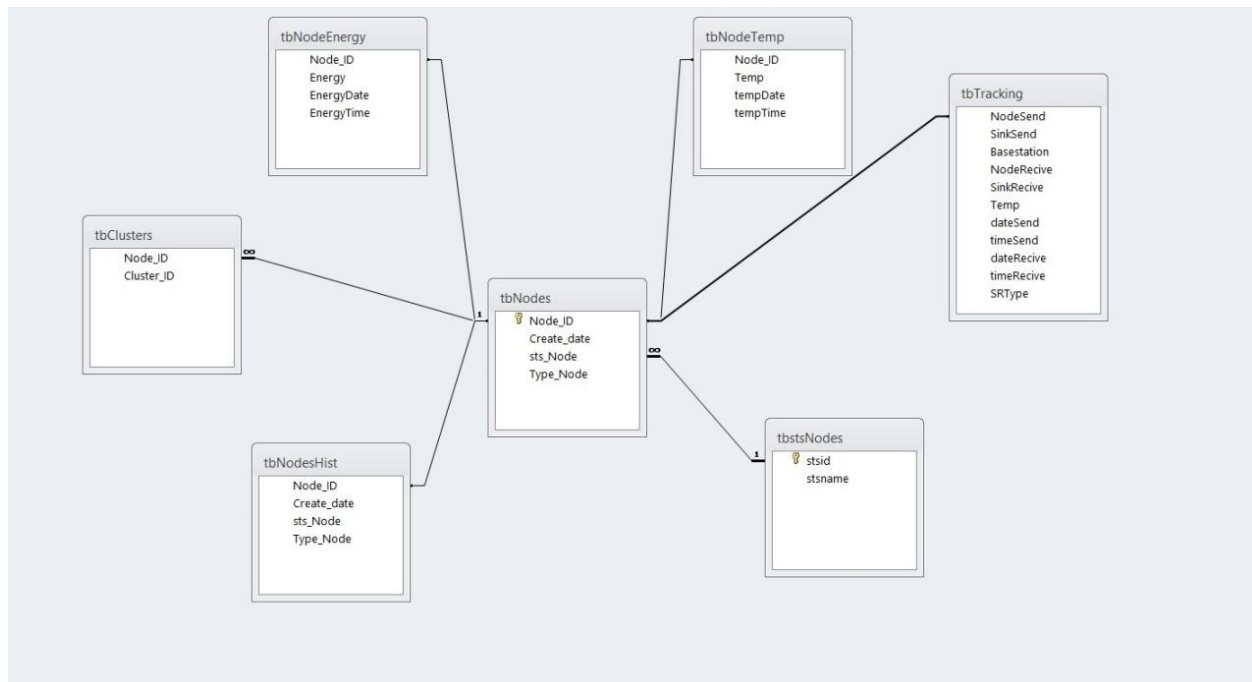 tbNodeEnergy
Node_ID
Energy
EnergyDate
EnergyTime
tbNodeTemp
Node_ID
Temp
tempDate
tempTime
tbTracking
NodeSend
SinkSend
Basestation
NodeRecive
SinkRecive
Temp
dateSend
timeSend
dateRecive
timeRecive
SRType
tbClusters
Node_ID
Cluster_ID
∞
1
tbNodes
Node_ID
Create_date
sts_Node
Type_Node
∞
1
tbNodesHist
Node_ID
Create_date
sts_Node
Type_Node
tbstsNodes
stsid
stsname